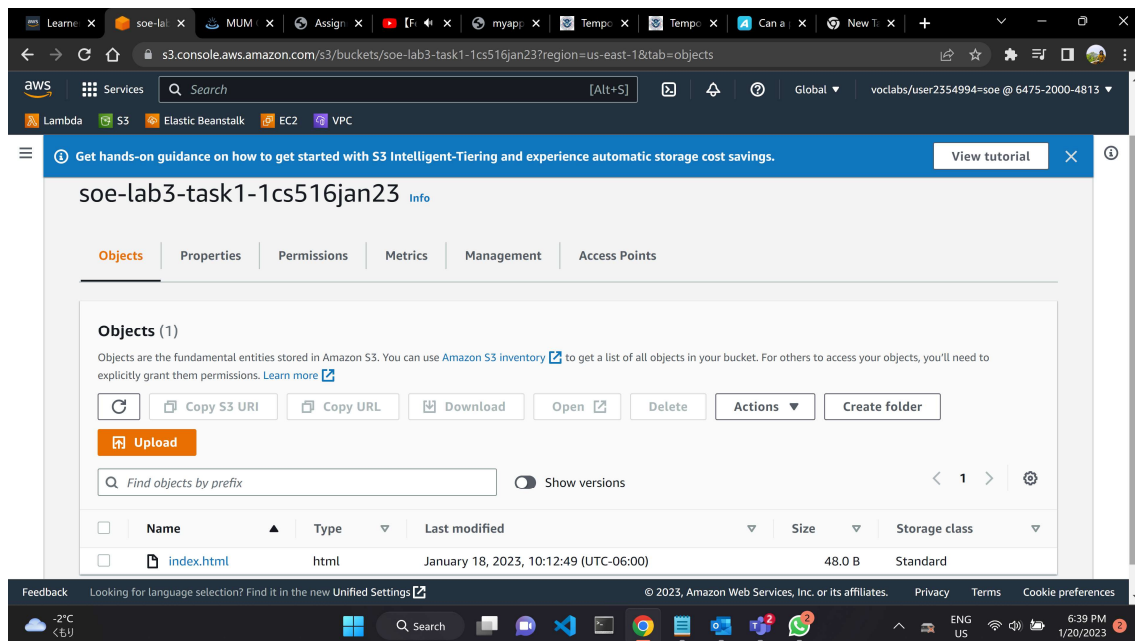 Learne soe-lab MUM Assign [Fe myapp Tempo Tempo Can a New Ta
s3.console.aws.amazon.com/s3/buckets/soe-lab3-task1-1cs516jan23?region=us-east-1&tab=objects
aws Services Search [Alt+S] Global ▼ voclabs/user2354994=soe @ 6475-2000-4813 ▼
Lambda S3 Elastic Beanstalk EC2 VPC
Get hands-on guidance on how to get started with S3 Intelligent-Tiering and experience automatic storage cost savings. View tutorial
soe-lab3-task1-1cs516jan23 Info
Objects Properties Permissions Metrics Management Access Points
Objects (1)
Objects are the fundamental entities stored in Amazon S3. You can use Amazon S3 inventory to get a list of all objects in your bucket. For others to access your objects, you'll need to
explicitly grant them permissions. Learn more
Copy S3 URI Copy URL Download Open Delete Actions ▼ Create folder
Upload
Find objects by prefix Show versions 1
Name Type Last modified Size Storage class
index.html html January 18, 2023, 10:12:49 (UTC-06:00) 48.0 B Standard
Feedback Looking for language selection? Find it in the new Unified Settings © 2023, Amazon Web Services, Inc. or its affiliates. Privacy Terms Cookie preferences
-2°C Search ENG 6:39 PM
くもり US 1/20/2023 2